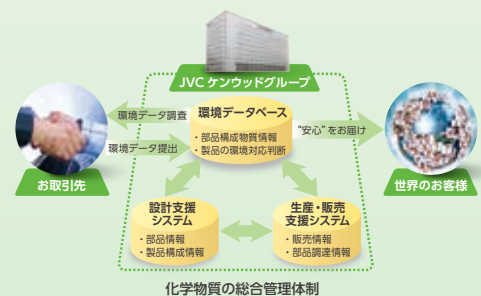 JVC ケンウッドグループ
環境データ調査
環境データベース
・部品構成物質情報
・製品の環境対応判断
環境データ提出
“安心”をお届け
お取引先
世界のお客様
設計支援
システム
・部品情報
・製品構成情報
生産・販売
支援システム
・販売情報
・部品調達情報
化学物質の総合管理体制